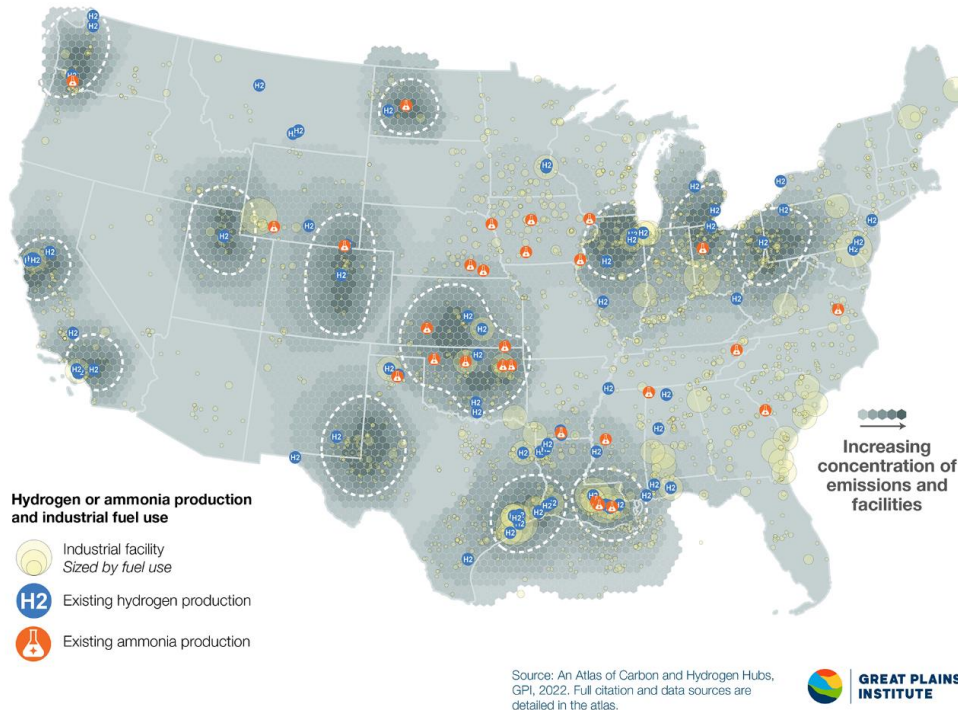 Increasing
concentration of
emissions and
facilities
Hydrogen or ammonia production
and industrial fuel use
Industrial facility
Sized by fuel use
H2
Existing hydrogen production
Existing ammonia production
Source: An Atlas of Carbon and Hydrogen Hubs,
GPI, 2022. Full citation and data sources are
detailed in the atlas.
GREAT PLAINS
INSTITUTE